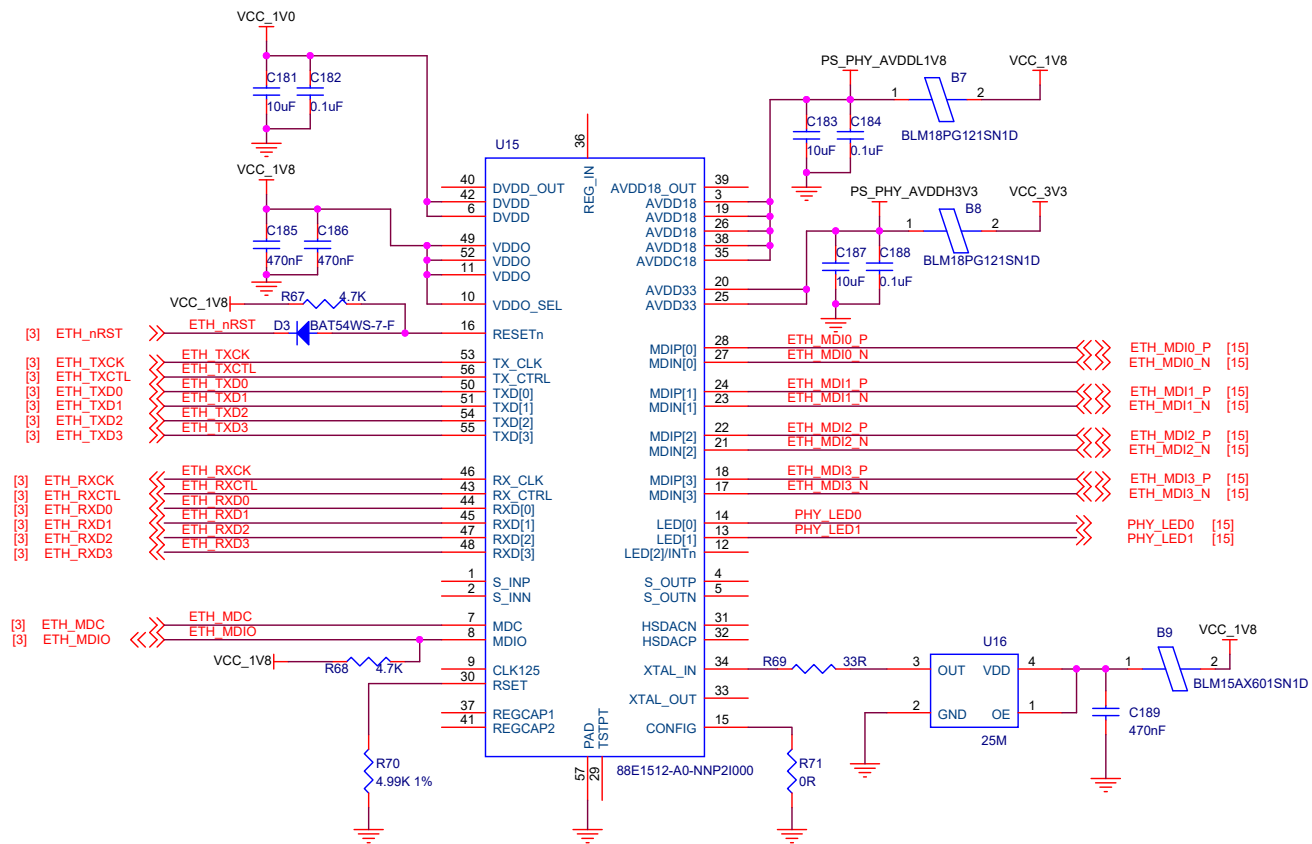 VCC_1V0
C181
C182
10uF
0.1uF
VCC_1V8
C185
C186
470nF
470nF
R67
4.7K
VCC_1V8
[3] ETH_nRST
ETH_nRST
D3
BAT54WS-7-F
[3] ETH_TXCK
ETH_TXCK
[3] ETH_TXCTL
ETH_TXCTL
[3] ETH_TXD0
ETH_TXD0
[3] ETH_TXD1
ETH_TXD1
[3] ETH_TXD2
ETH_TXD2
[3] ETH_TXD3
ETH_TXD3
[3] ETH_RXCK
ETH_RXCK
[3] ETH_RXCTL
ETH_RXCTL
[3] ETH_RXD0
ETH_RXD0
[3] ETH_RXD1
ETH_RXD1
[3] ETH_RXD2
ETH_RXD2
[3] ETH_RXD3
ETH_RXD3
[3] ETH_MDC
ETH_MDC
[3] ETH_MDIO
ETH_MDIO
VCC_1V8
R68
4.7K
R70
4.99K 1%
U15
36
REG_IN
40 DVDD_OUT
42 DVDD
6 DVDD
49 VDDO
52 VDDO
11 VDDO
10 VDDO_SEL
16 RESETn
53 TX_CLK
56 TX_CTRL
50 TXD[0]
51 TXD[1]
54 TXD[2]
55 TXD[3]
46 RX_CLK
43 RX_CTRL
44 RXD[0]
45 RXD[1]
47 RXD[2]
48 RXD[3]
1 S_INP
2 S_INN
7 MDC
8 MDIO
9 CLK125
30 RSET
37 REGCAP1
41 REGCAP2
AVDD18_OUT 39
AVDD18 3
AVDD18 19
AVDD18 26
AVDD18 38
AVDDC18 35
AVDD33 20
AVDD33 25
MDIP[0] 28
MDIN[0] 27
MDIP[1] 24
MDIN[1] 23
MDIP[2] 22
MDIN[2] 21
MDIP[3] 18
MDIN[3] 17
LED[0] 14
LED[1] 13
LED[2]/INTn 12
S_OUTP 4
S_OUTN 5
HSDACN 31
HSDACP 32
XTAL_IN 34
XTAL_OUT 33
CONFIG 15
PAD
TSTPT
57
29
88E1512-A0-NNP2I000
PS_PHY_AVDDL1V8
B7
VCC_1V8
1
2
BLM18PG121SN1D
C183
C184
10uF
0.1uF
PS_PHY_AVDDH3V3
B8
VCC_3V3
1
2
BLM18PG121SN1D
C187
C188
10uF
0.1uF
ETH_MDI0_P
ETH_MDI0_P [15]
ETH_MDI0_N
ETH_MDI0_N [15]
ETH_MDI1_P
ETH_MDI1_P [15]
ETH_MDI1_N
ETH_MDI1_N [15]
ETH_MDI2_P
ETH_MDI2_P [15]
ETH_MDI2_N
ETH_MDI2_N [15]
ETH_MDI3_P
ETH_MDI3_P [15]
ETH_MDI3_N
ETH_MDI3_N [15]
PHY_LED0
PHY_LED0 [15]
PHY_LED1
PHY_LED1 [15]
R69
33R
U16
3 OUT
VDD 4
2 GND
OE 1
25M
B9
VCC_1V8
1
2
BLM15AX601SN1D
C189
470nF
R71
0R